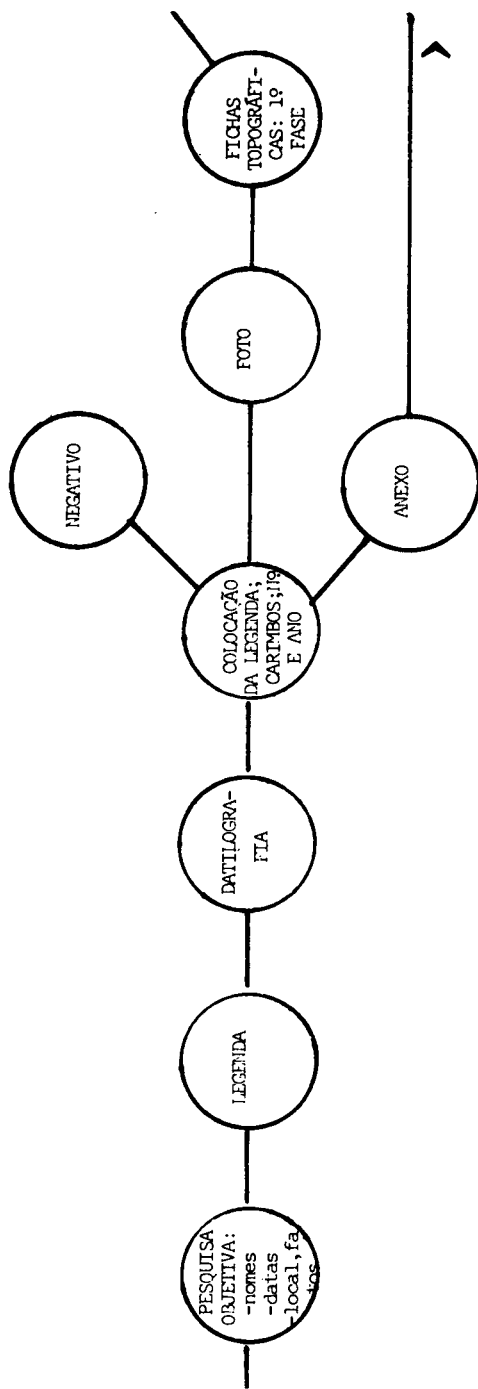 PESQUISA
OBJETIVA:
-nomes
-datas
-local,fa
tos
LEGENDA
DATILOGRA-
FIA
COLOCAÇÃO
DA LEGENDA;
CARIMBOS;Nº
E ANO
NEGATIVO
FOTO
ANEXO
FICHAS
TOPOGRÁFI-
CAS: 1º
FASE